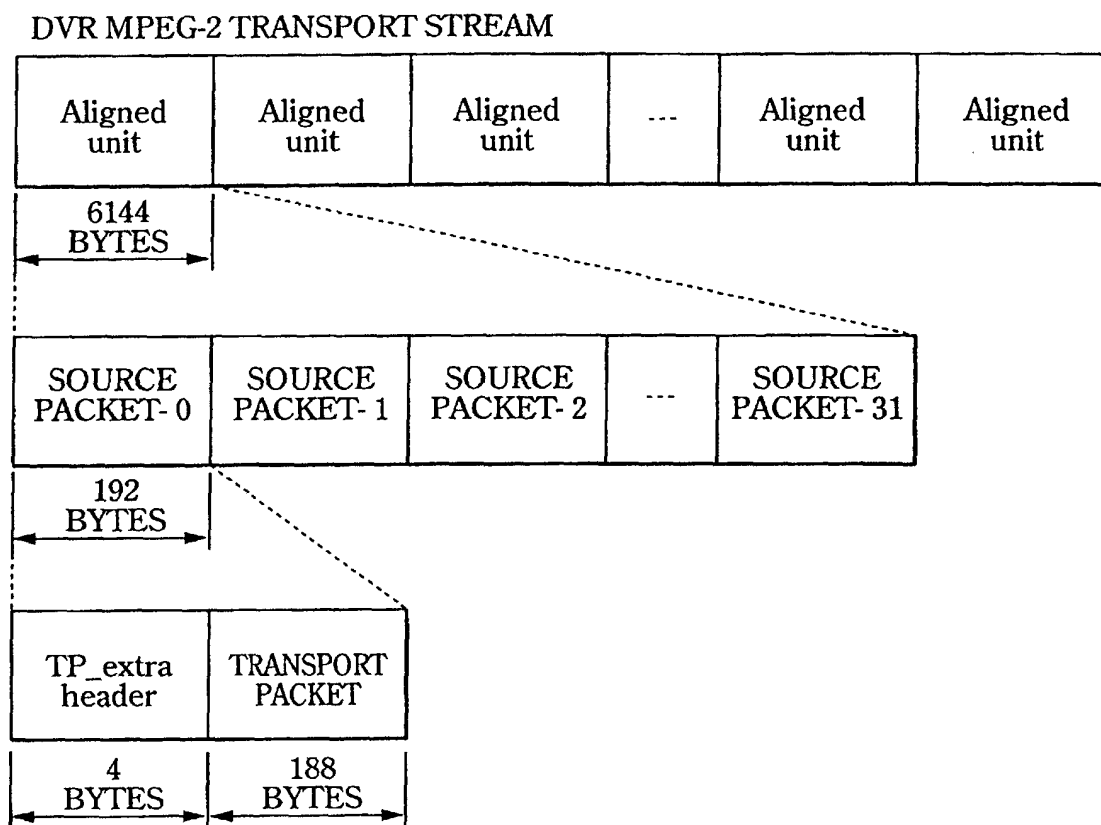 DVR MPEG-2 TRANSPORT STREAM
Aligned unit
Aligned unit
Aligned unit
---
Aligned unit
Aligned unit
6144 BYTES
SOURCE PACKET- 0
SOURCE PACKET- 1
SOURCE PACKET- 2
---
SOURCE PACKET- 31
192 BYTES
TP_extra header
TRANSPORT PACKET
4 BYTES
188 BYTES